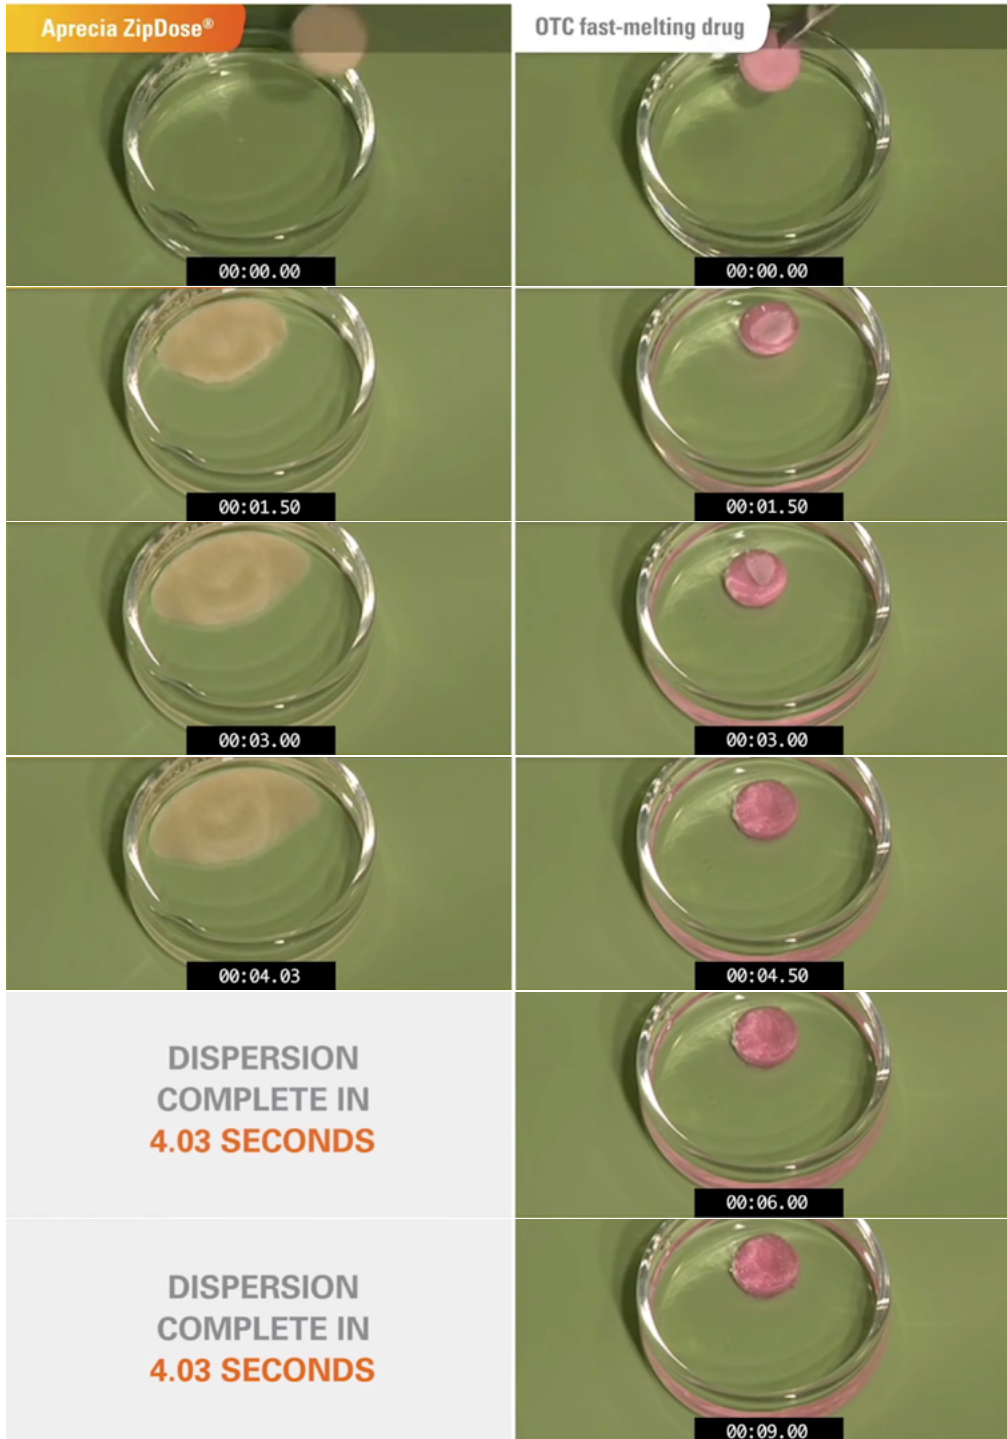 Aprecia ZipDose®
OTC fast-melting drug
00:00.00
00:00.00
00:01.50
00:01.50
00:03.00
00:03.00
00:04.03
00:04.50
DISPERSION
COMPLETE IN
4.03 SECONDS
00:06.00
DISPERSION
COMPLETE IN
4.03 SECONDS
00:09.00